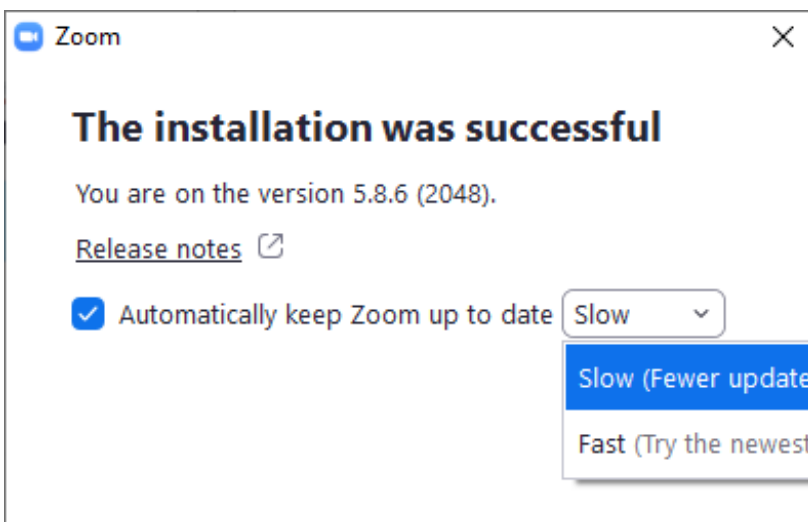 Zoom
The installation was successful
You are on the version 5.8.6 (2048).
Release notes
Automatically keep Zoom up to date Slow
Slow (Fewer update
Fast (Try the newest